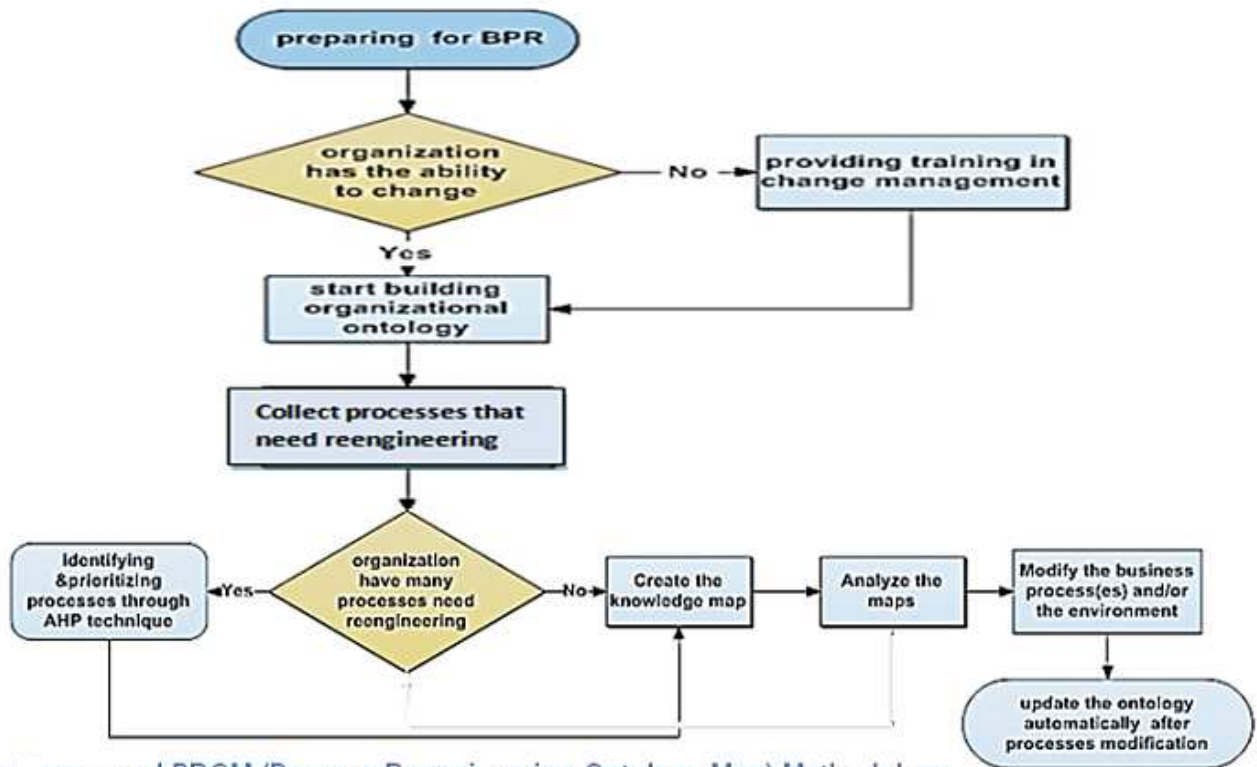 preparing for BPR
organization
has the ability
to change
No
providing training in
change management
Yes
start building
organizational
ontology
Collect processes that
need reengineering
Identifying
&prioritizing
processes through
AHP technique
Yes
organization
have many
processes need
reengineering
No
Create the
knowledge map
Analyze the
maps
Modify the business
process(es) and/or
the environment
update the ontology
automatically after
processes modification